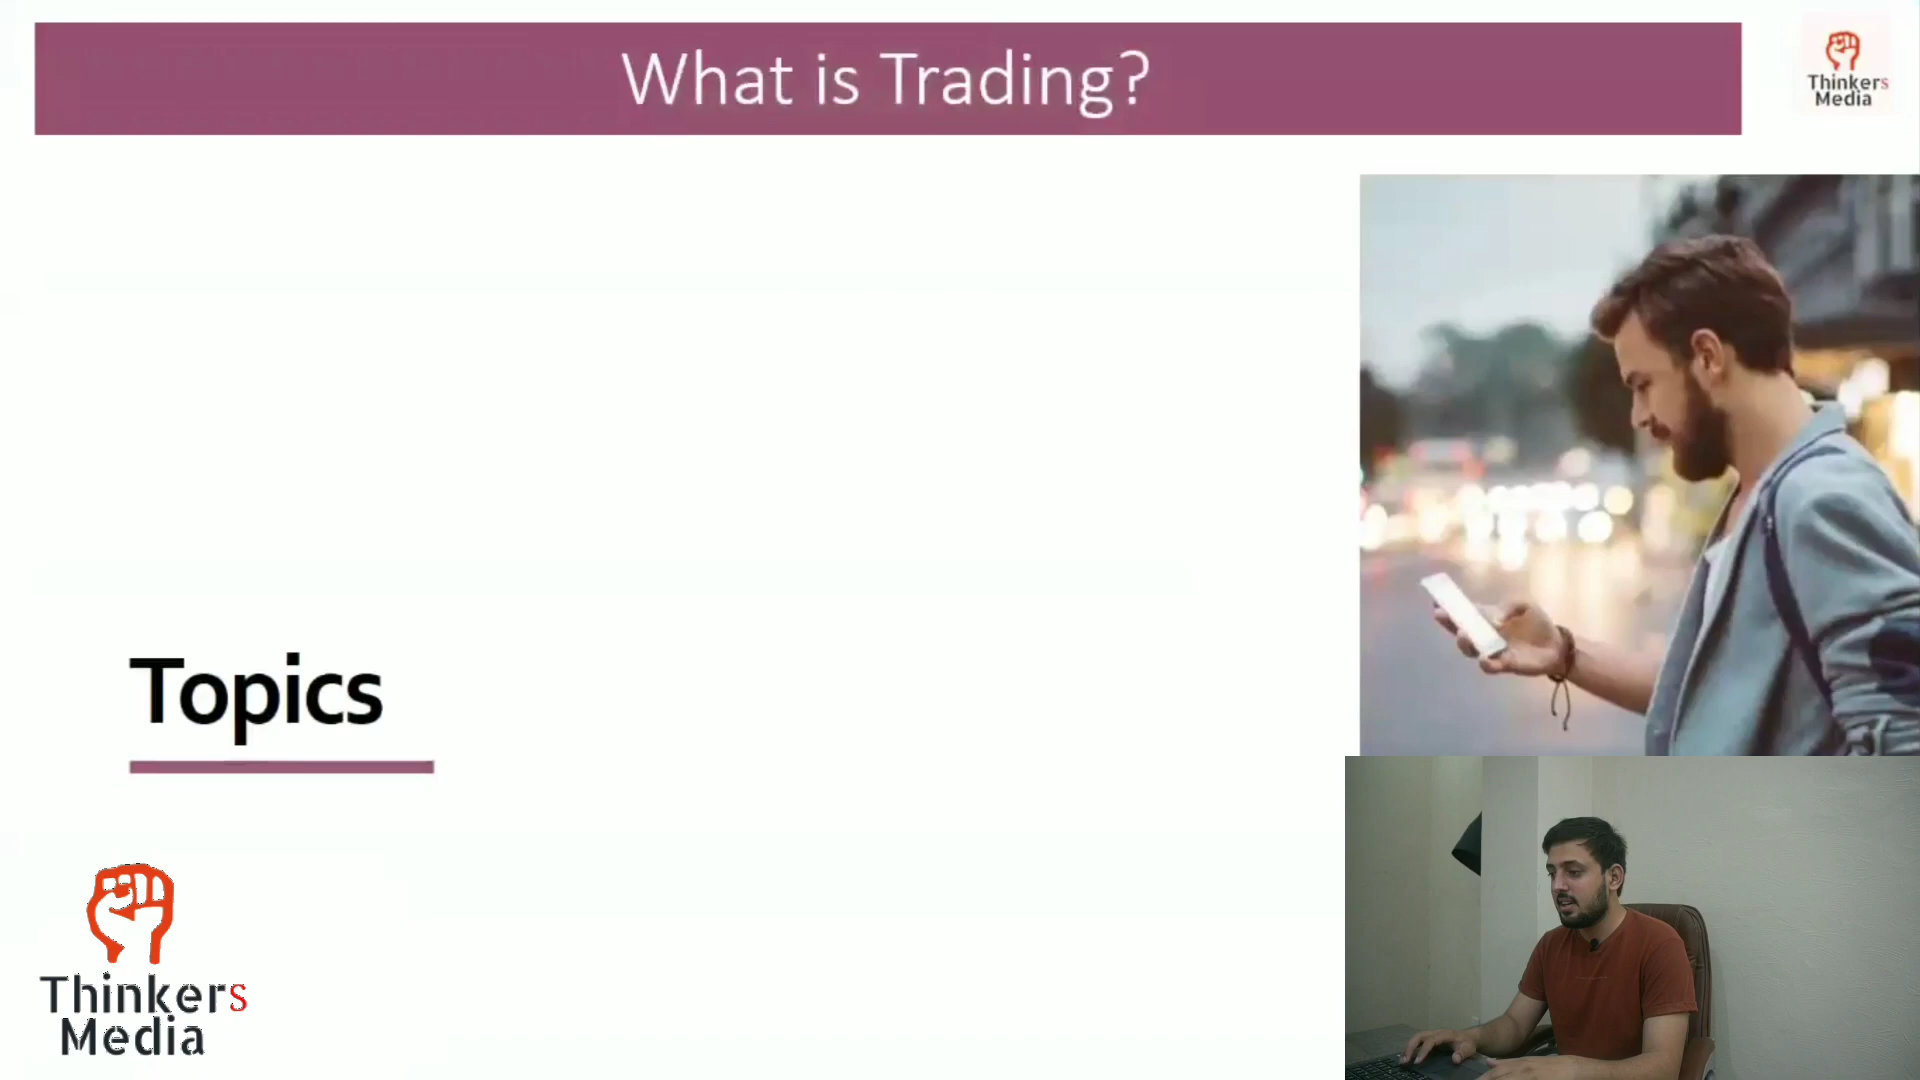 What is Trading?
Thinkers
Media
Topics
Thinkers
Media